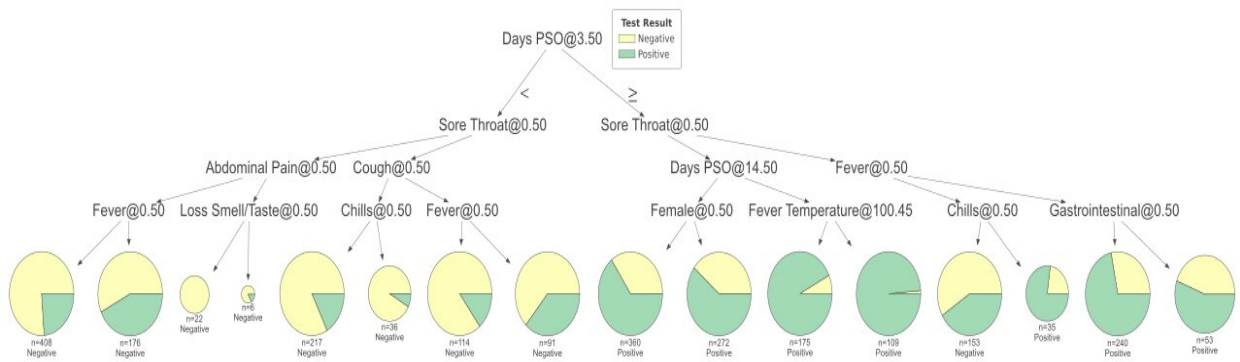 Test Result
Negative
Positive
Days PSO@3.50
< ≥
Sore Throat@0.50 Sore Throat@0.50
Abdominal Pain@0.50 Cough@0.50 Days PSO@14.50 Fever@0.50
Fever@0.50 Loss Smell/Taste@0.50 Chills@0.50 Fever@0.50 Female@0.50 Fever Temperature@100.45 Chills@0.50 Gastrointestinal@0.50
n=408 n=176 n=22 n=6 n=217 n=36 n=114 n=91 n=360 n=272 n=175 n=109 n=153 n=35 n=240 n=53
Negative Negative Negative Negative Negative Negative Negative Negative Positive Positive Positive Positive Negative Positive Positive Positive